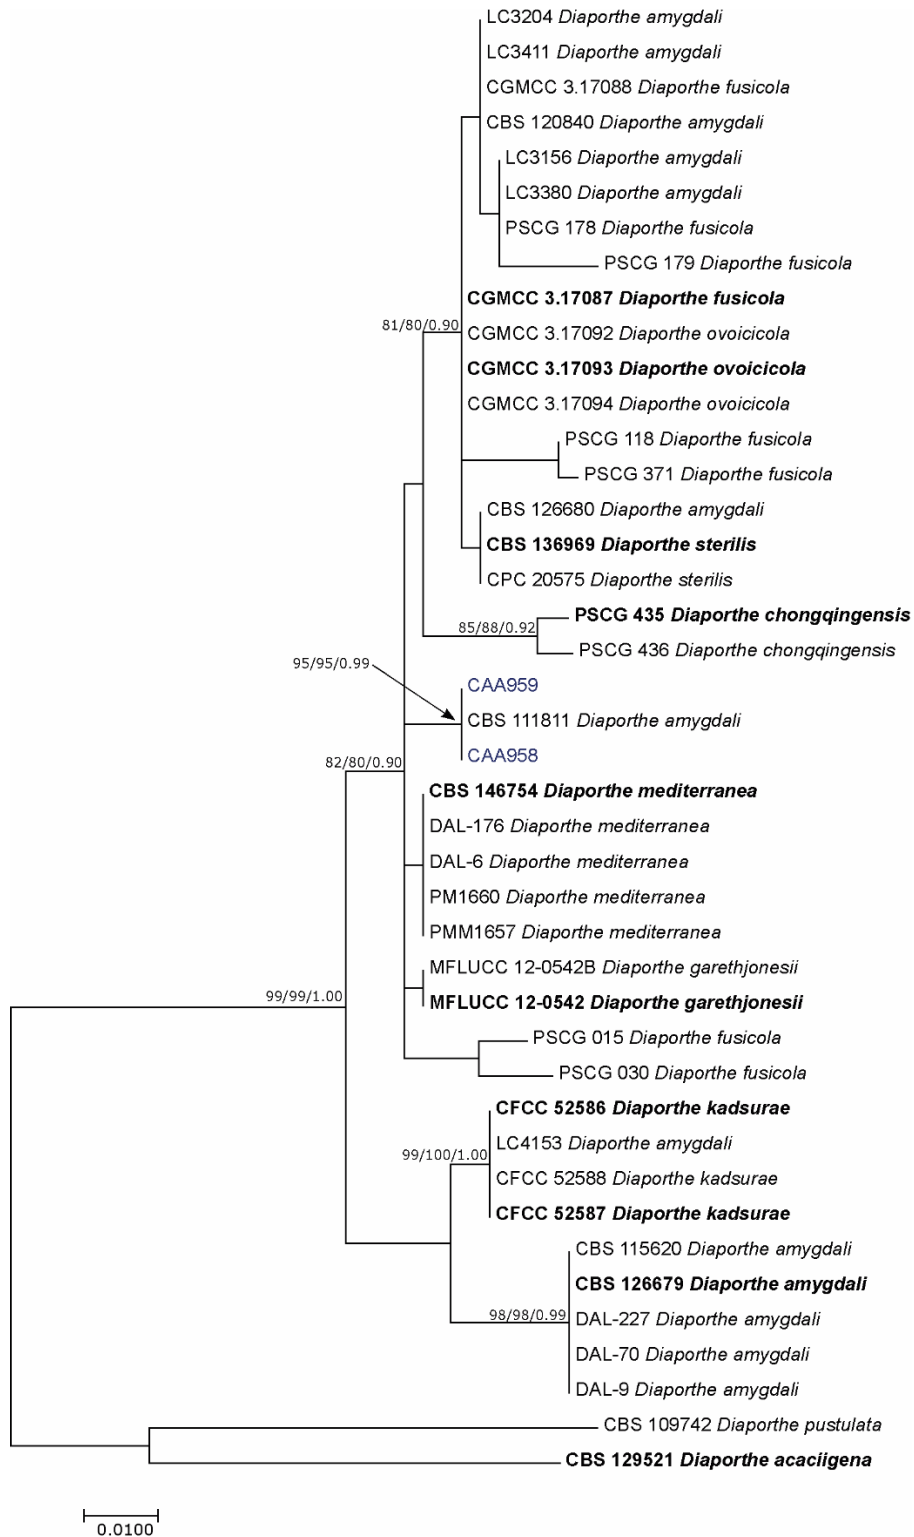 LC3204 Diaporthe amygdali
LC3411 Diaporthe amygdali
CGMCC 3.17088 Diaporthe fusicola
CBS 120840 Diaporthe amygdali
LC3156 Diaporthe amygdali
LC3380 Diaporthe amygdali
PSCG 178 Diaporthe fusicola
PSCG 179 Diaporthe fusicola
CGMCC 3.17087 Diaporthe fusicola
81/80/0.90
CGMCC 3.17092 Diaporthe ovoicicola
CGMCC 3.17093 Diaporthe ovoicicola
CGMCC 3.17094 Diaporthe ovoicicola
PSCG 118 Diaporthe fusicola
PSCG 371 Diaporthe fusicola
CBS 126680 Diaporthe amygdali
CBS 136969 Diaporthe sterilis
CPC 20575 Diaporthe sterilis
PSCG 435 Diaporthe chongqingensis
85/88/0.92
PSCG 436 Diaporthe chongqingensis
95/95/0.99
CAA959
CBS 111811 Diaporthe amygdali
CAA958
82/80/0.90
CBS 146754 Diaporthe mediterranea
DAL-176 Diaporthe mediterranea
DAL-6 Diaporthe mediterranea
PM1660 Diaporthe mediterranea
PMM1657 Diaporthe mediterranea
MFLUCC 12-0542B Diaporthe garethjonesii
99/99/1.00
MFLUCC 12-0542 Diaporthe garethjonesii
PSCG 015 Diaporthe fusicola
PSCG 030 Diaporthe fusicola
CFCC 52586 Diaporthe kadsurae
LC4153 Diaporthe amygdali
99/100/1.00
CFCC 52588 Diaporthe kadsurae
CFCC 52587 Diaporthe kadsurae
CBS 115620 Diaporthe amygdali
CBS 126679 Diaporthe amygdali
98/98/0.99
DAL-227 Diaporthe amygdali
DAL-70 Diaporthe amygdali
DAL-9 Diaporthe amygdali
CBS 109742 Diaporthe pustulata
CBS 129521 Diaporthe acaciigena
0.0100